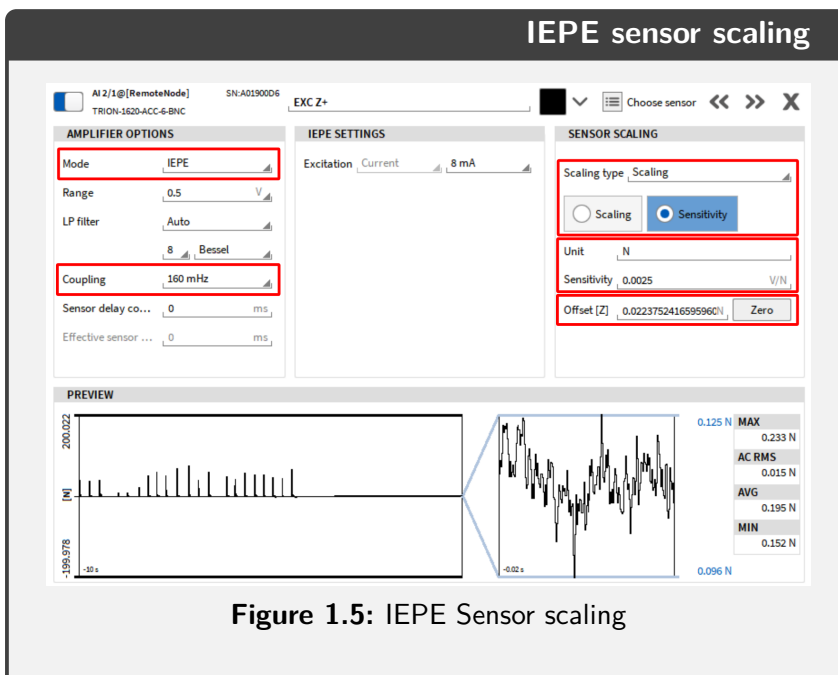 IEPE sensor scaling
AI 2/1@[RemoteNode] SN:A01900D6 EXC Z+ Choose sensor
TRION-1620-ACC-6-BNC
AMPLIFIER OPTIONS
Mode IEPE
Range 0.5 V
LP filter Auto
8 Bessel
Coupling 160 mHz
Sensor delay co... 0 ms
Effective sensor ... 0 ms
IEPE SETTINGS
Excitation Current 8 mA
SENSOR SCALING
Scaling type Scaling
Scaling Sensitivity
Unit N
Sensitivity 0.0025 V/N
Offset [Z] 0.0223752416595960N Zero
PREVIEW
200.022
[N]
-199.978
-10 s
-0.02 s
0.125 N
0.096 N
MAX
0.233 N
AC RMS
0.015 N
AVG
0.195 N
MIN
0.152 N
Figure 1.5: IEPE Sensor scaling